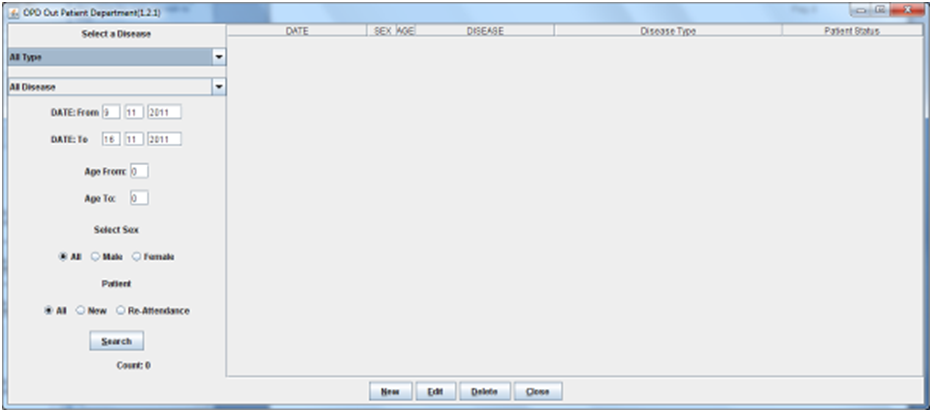 OPD Out Patient Department(1.2.1)
Select a Disease
All Type
All Disease
DATE: From 9 11 2011
DATE: To 16 11 2011
Age From: 0
Age To: 0
Select Sex
All Male Female
Patient
All New Re-Attendance
Search
Count: 0
DATE SEX AGE DISEASE Disease Type Patient Status
New Edit Delete Close